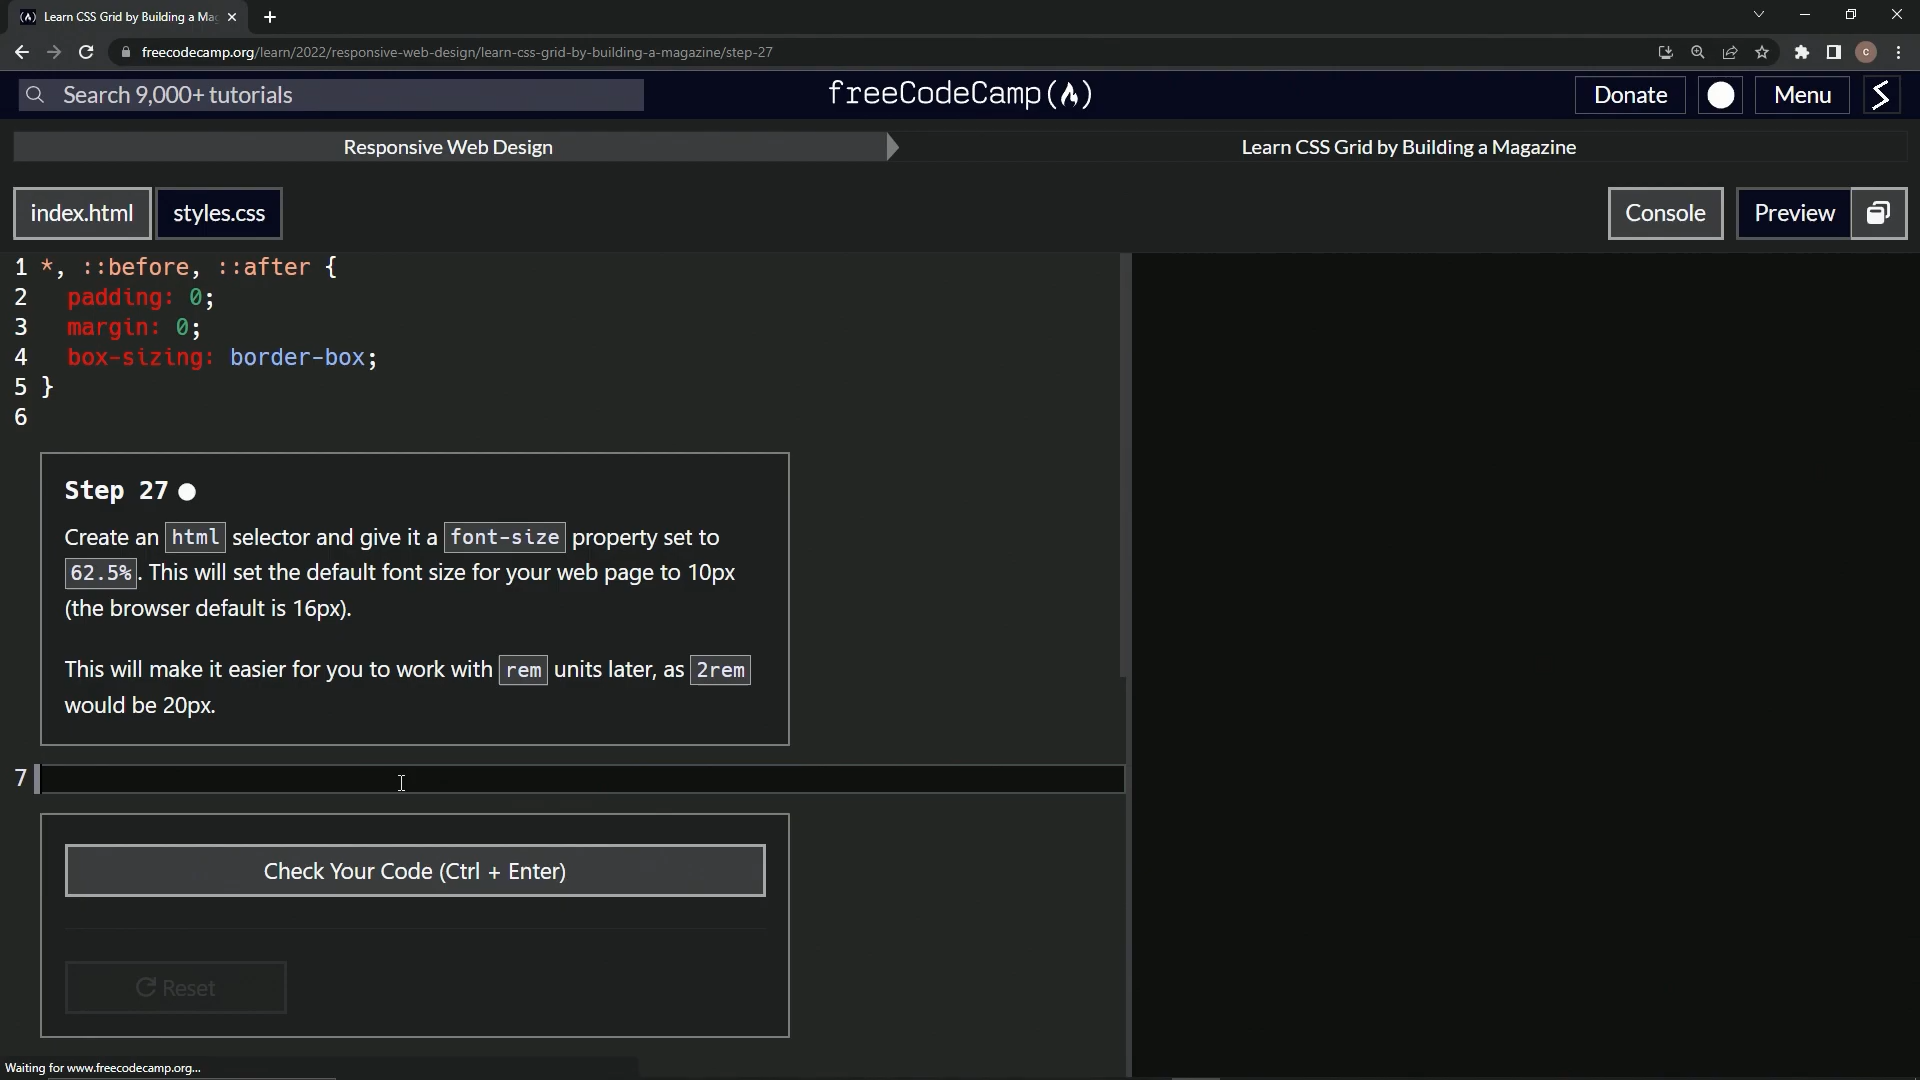 Learn CSS Grid by Building a Ma
freecodecamp.org/learn/2022/responsive-web-design/learn-css-grid-by-building-a-magazine/step-27
c
Search 9,000+ tutorials
freeCodeCamp
Donate
Menu
Responsive Web Design
Learn CSS Grid by Building a Magazine
index.html
styles.css
Console
Preview
1 *, ::before, ::after {
2 padding: 0;
3 margin: 0;
4 box-sizing: border-box;
5 }
6
Step 27
Create an html selector and give it a font-size property set to
62.5%. This will set the default font size for your web page to 10px
(the browser default is 16px).
This will make it easier for you to work with rem units later, as 2rem
would be 20px.
7
Check Your Code (Ctrl + Enter)
Reset
Waiting for www.freecodecamp.org...